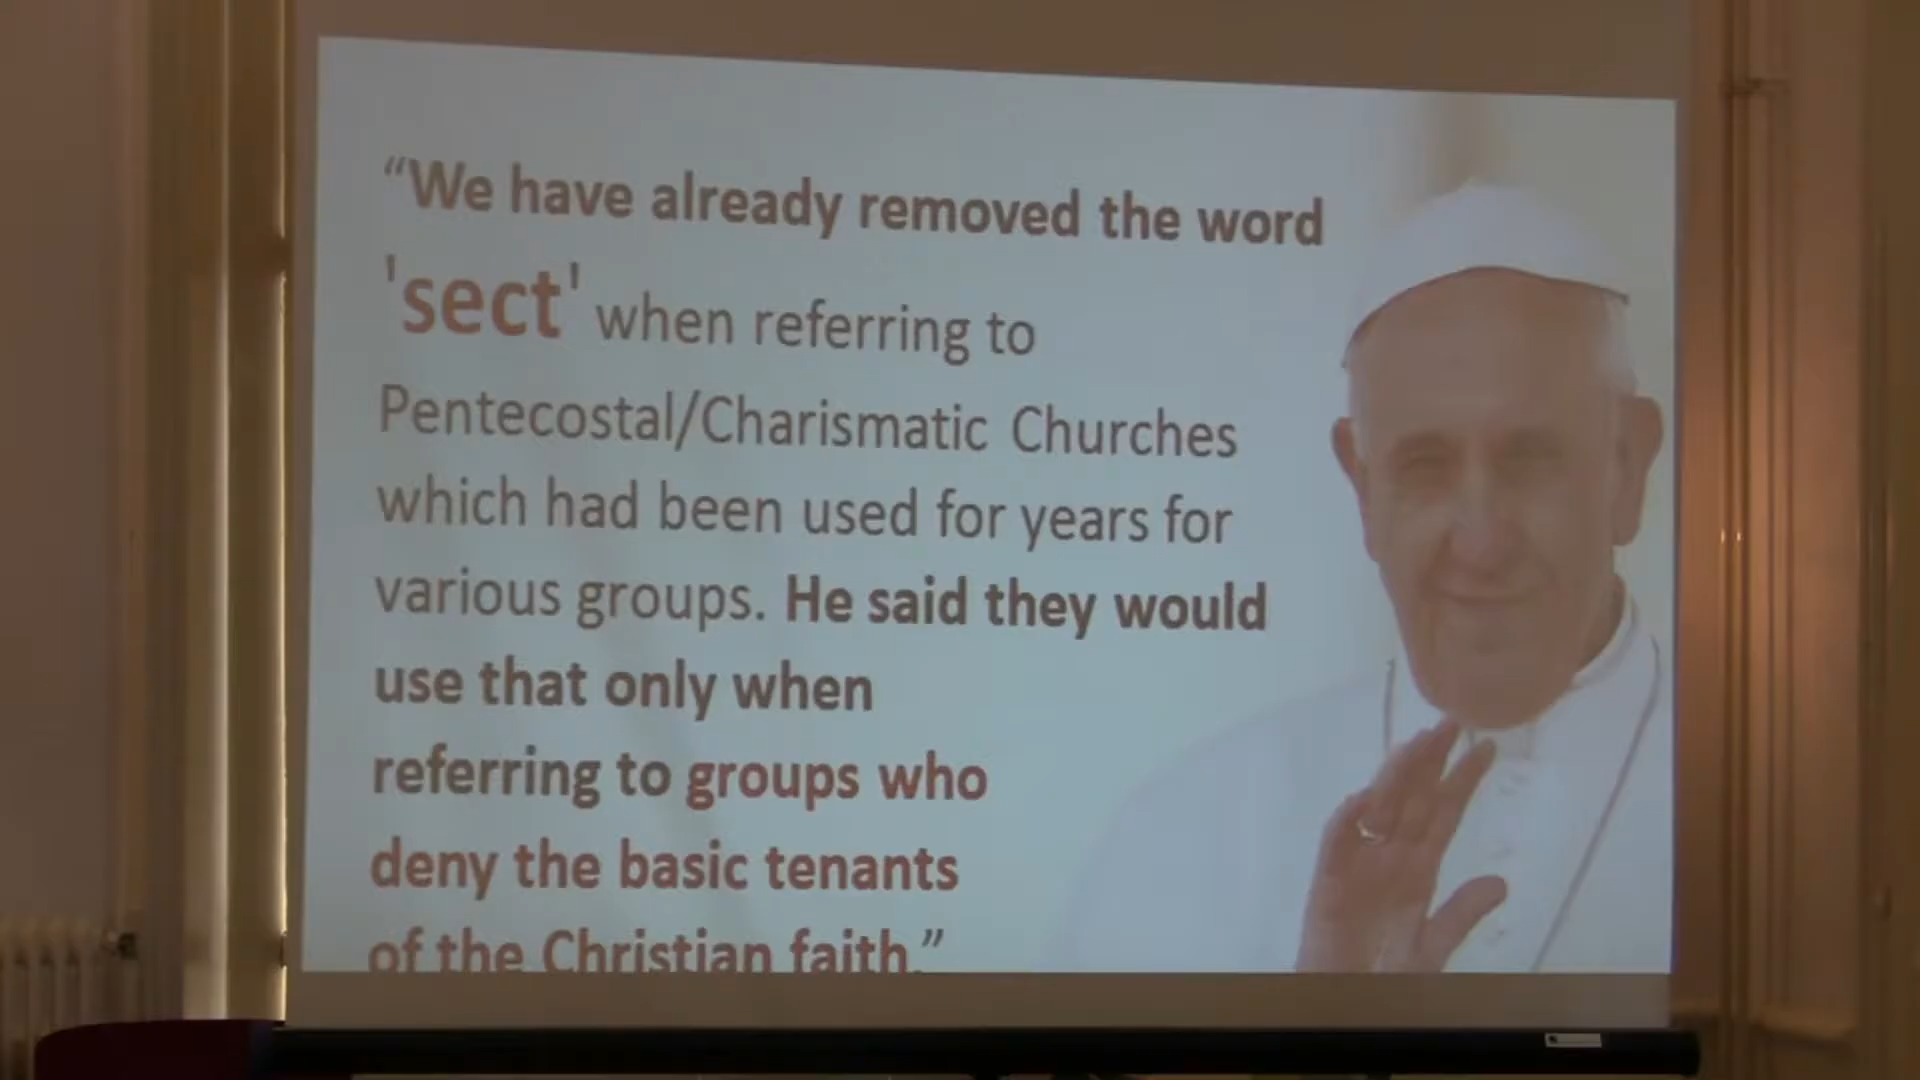 “We have already removed the word
'sect' when referring to
Pentecostal/Charismatic Churches
which had been used for years for
various groups. He said they would
use that only when
referring to groups who
deny the basic tenants
of the Christian faith.”